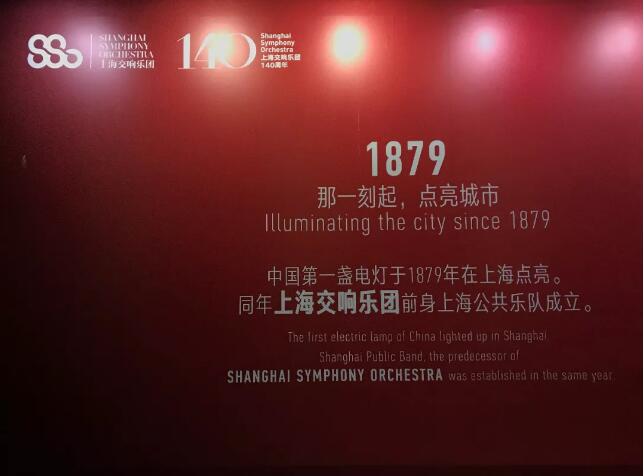 SSO
SHANGHAI
SYMPHONY
ORCHESTRA
上海交响乐团
140
Shanghai
Symphony
Orchestra
上海交响乐团
140周年
1879
那一刻起，点亮城市
Illuminating the city since 1879
中国第一盏电灯于1879年在上海点亮。
同年上海交响乐团前身上海公共乐队成立。
The first electric lamp of China lighted up in Shanghai
Shanghai Public Band, the predecessor of
SHANGHAI SYMPHONY ORCHESTRA was established in the same year.